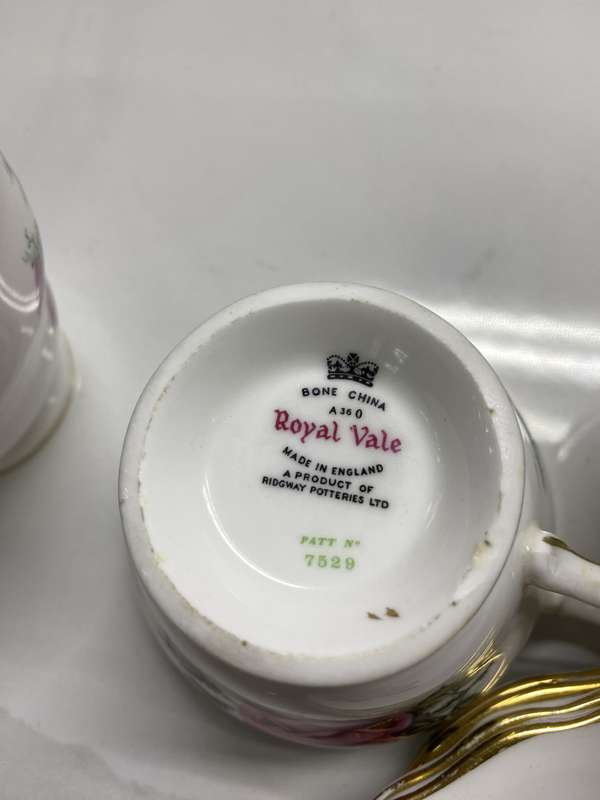 BONE CHINA
A360
Royal Vale
MADE IN ENGLAND
A PRODUCT OF
RIDGWAY POTTERIES LTD
PATT Nº
7529